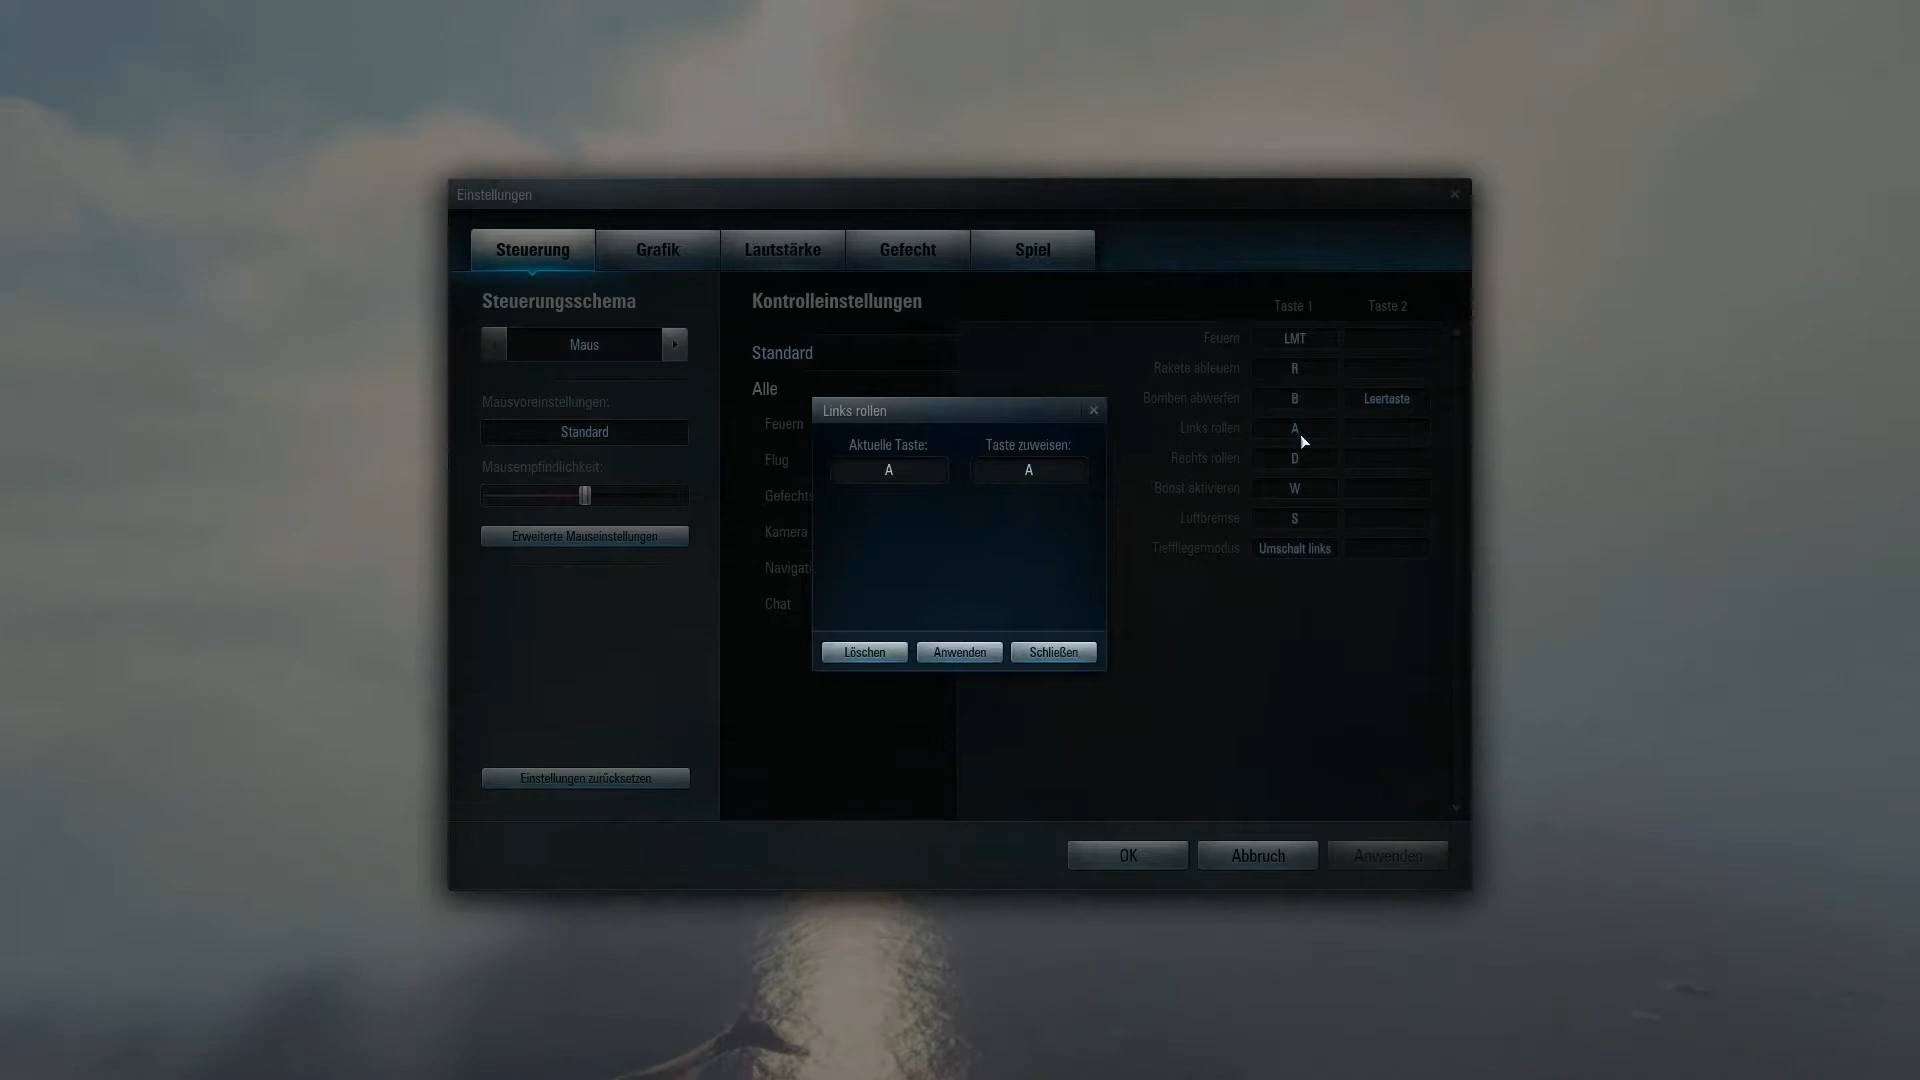 Einstellungen
Steuerung
Grafik
Lautstärke
Gefecht
Spiel
Steuerungsschema
Maus
Mausvoreinstellungen:
Standard
Mausempfindlichkeit:
Erweiterte Mauseinstellungen
Einstellungen zurücksetzen
Kontrolleinstellungen
Standard
Alle
Feuern
Flug
Gefechts
Kamera
Navigati
Chat
Taste 1 Taste 2
Feuern LMT
Rakete abfeuern R
Bomben abwerfen B Leertaste
Links rollen A
Rechts rollen D
Boost aktivieren W
Luftbremse S
Tieffliegermodus Umschalt links
Links rollen
Aktuelle Taste: Taste zuweisen:
A A
Löschen Anwenden Schließen
OK Abbruch Anwenden